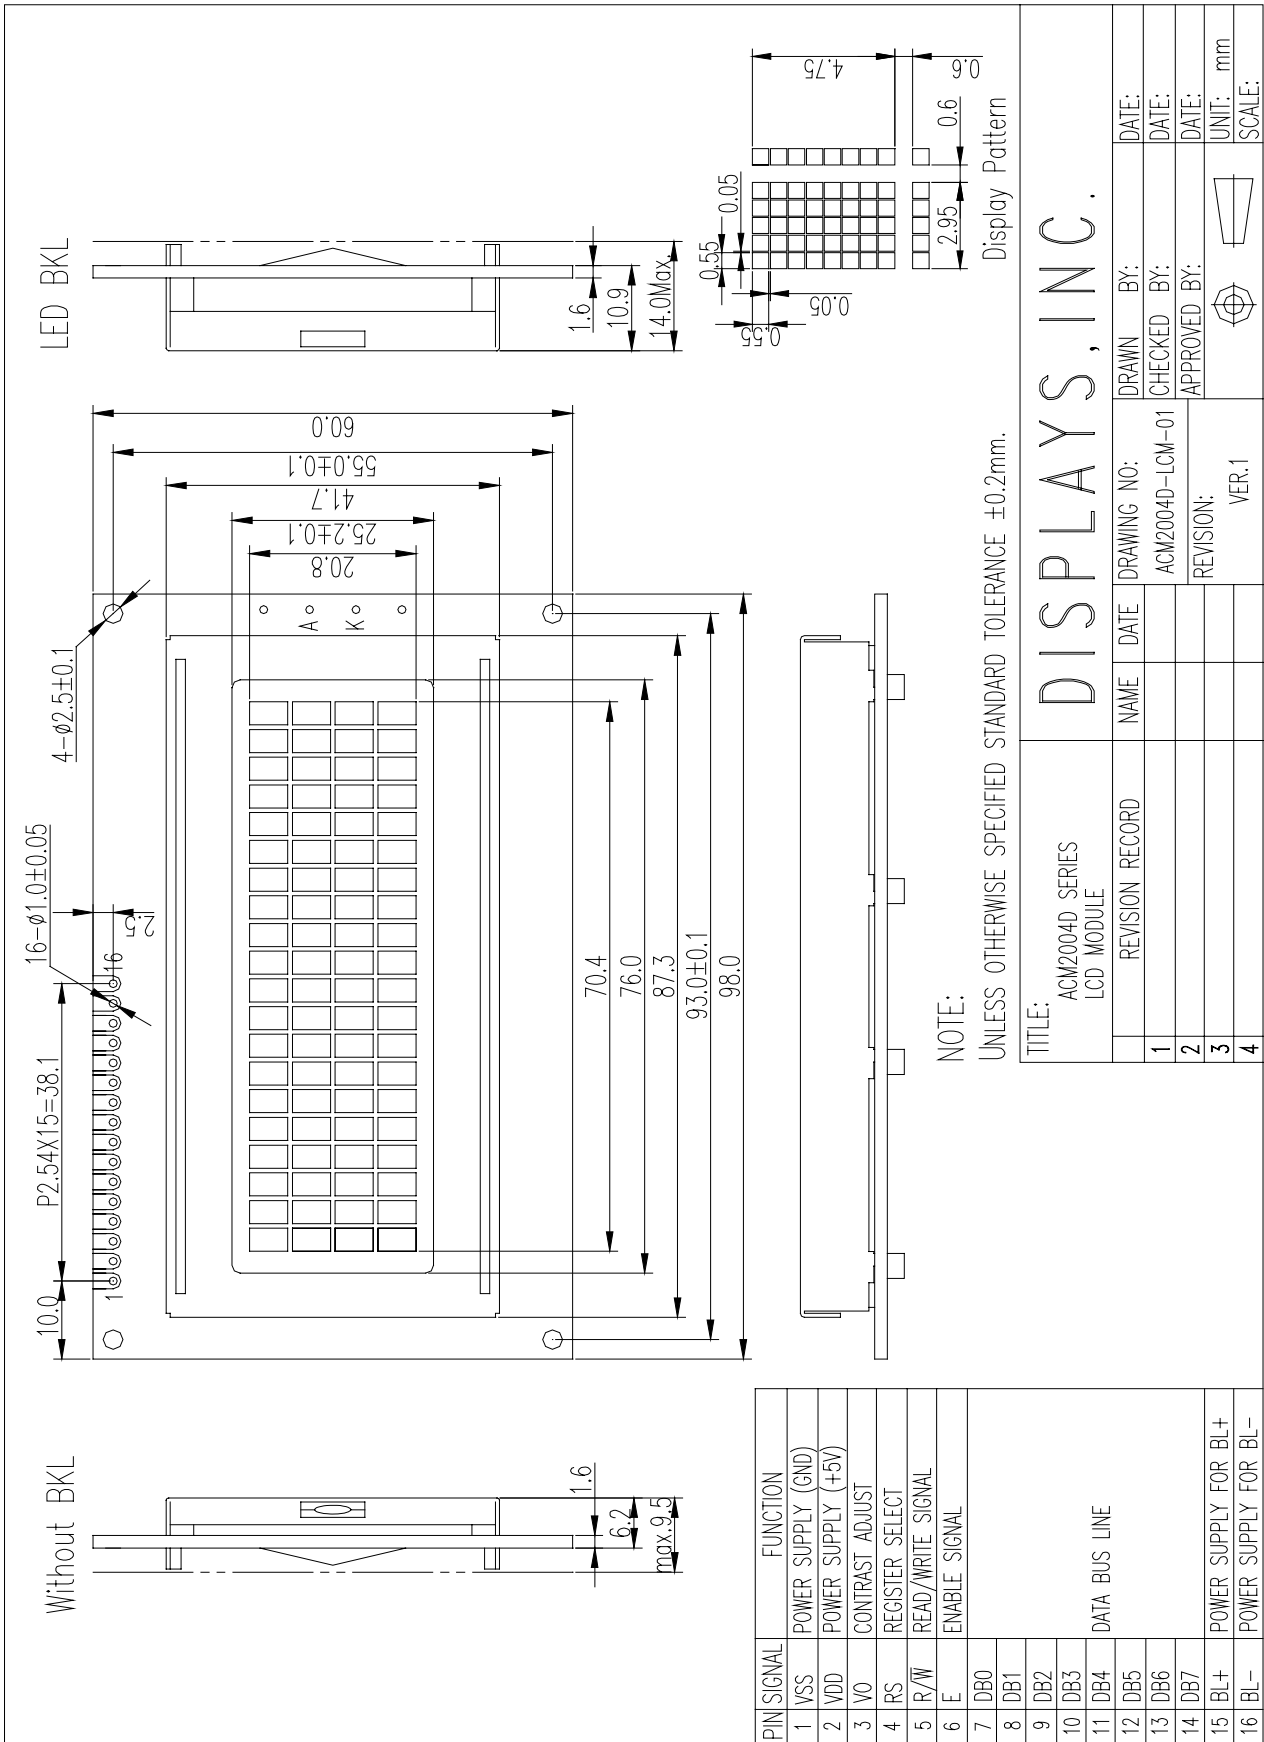 Without BKL
1.6
6.2
max.9.5
10.0
P2.54X15=38.1
16-ø1.0±0.05
4-ø2.5±0.1
2.5
1
16
A
K
20.8
25.2±0.1
41.7
55.0±0.1
60.0
70.4
76.0
87.3
93.0±0.1
98.0
LED BKL
1.6
10.9
14.0Max.
0.55
0.05
0.55
0.05
4.75
0.6
2.95
0.6
Display Pattern
PIN SIGNAL FUNCTION
1 VSS POWER SUPPLY (GND)
2 VDD POWER SUPPLY (+5V)
3 VO CONTRAST ADJUST
4 RS REGISTER SELECT
5 R/W̅ READ/WRITE SIGNAL
6 E ENABLE SIGNAL
7 DB0
8 DB1
9 DB2
10 DB3
11 DB4 DATA BUS LINE
12 DB5
13 DB6
14 DB7
15 BL+ POWER SUPPLY FOR BL+
16 BL- POWER SUPPLY FOR BL-
NOTE:
UNLESS OTHERWISE SPECIFIED STANDARD TOLERANCE ±0.2mm.
TITLE:
ACM2004D SERIES
LCD MODULE
DISPLAYS, INC.
REVISION RECORD NAME DATE
1
2
3
4
DRAWING NO:
ACM2004D-LCM-01
REVISION:
VER.1
DRAWN BY: DATE:
CHECKED BY: DATE:
APPROVED BY: DATE:
UNIT: mm
SCALE: